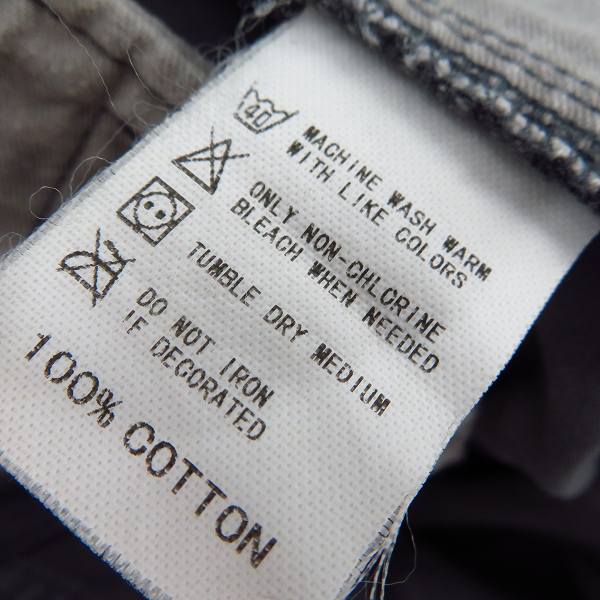 40
MACHINE WASH WARM
WITH LIKE COLORS
ONLY NON-CHLORINE
BLEACH WHEN NEEDED
TUMBLE DRY MEDIUM
DO NOT IRON
IF DECORATED
100% COTTON